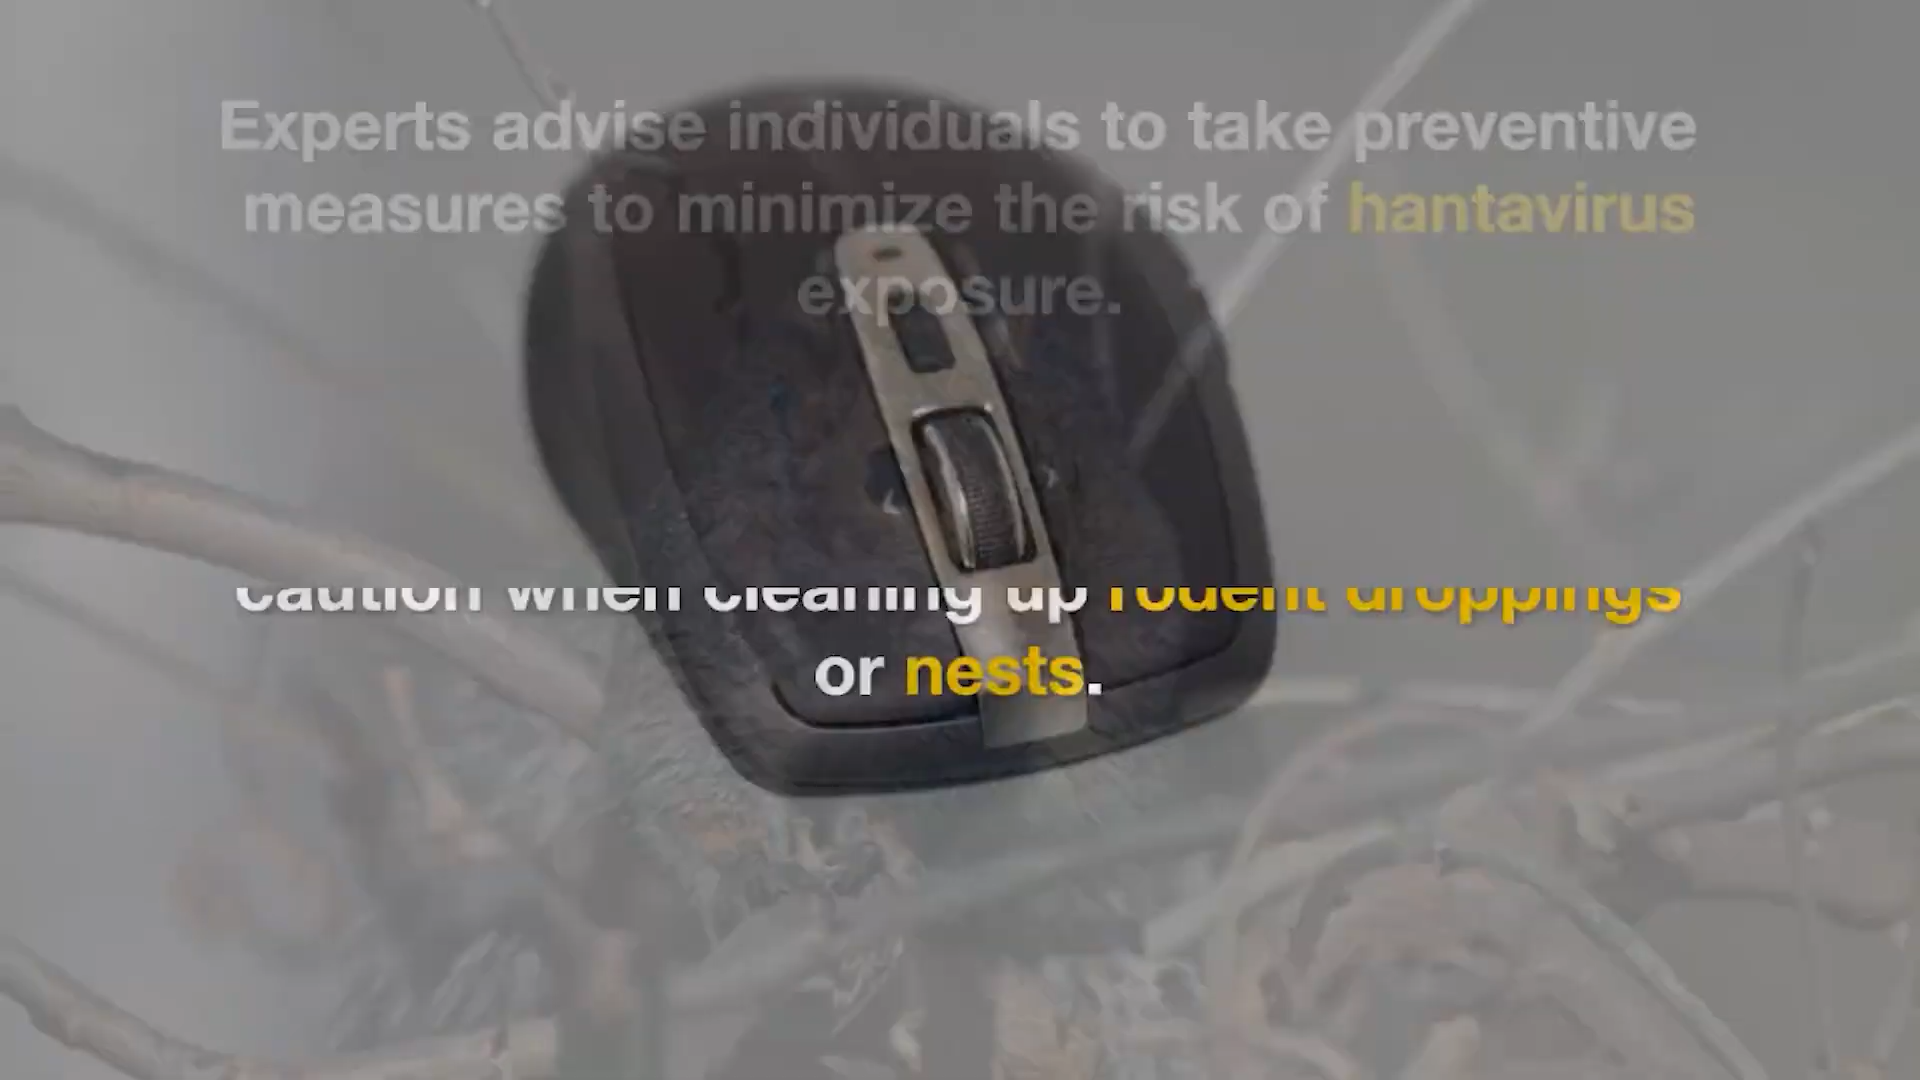 Experts advise individuals to take preventive
measures to minimize the risk of hantavirus
exposure.
caution when cleaning up rodent droppings
or nests.